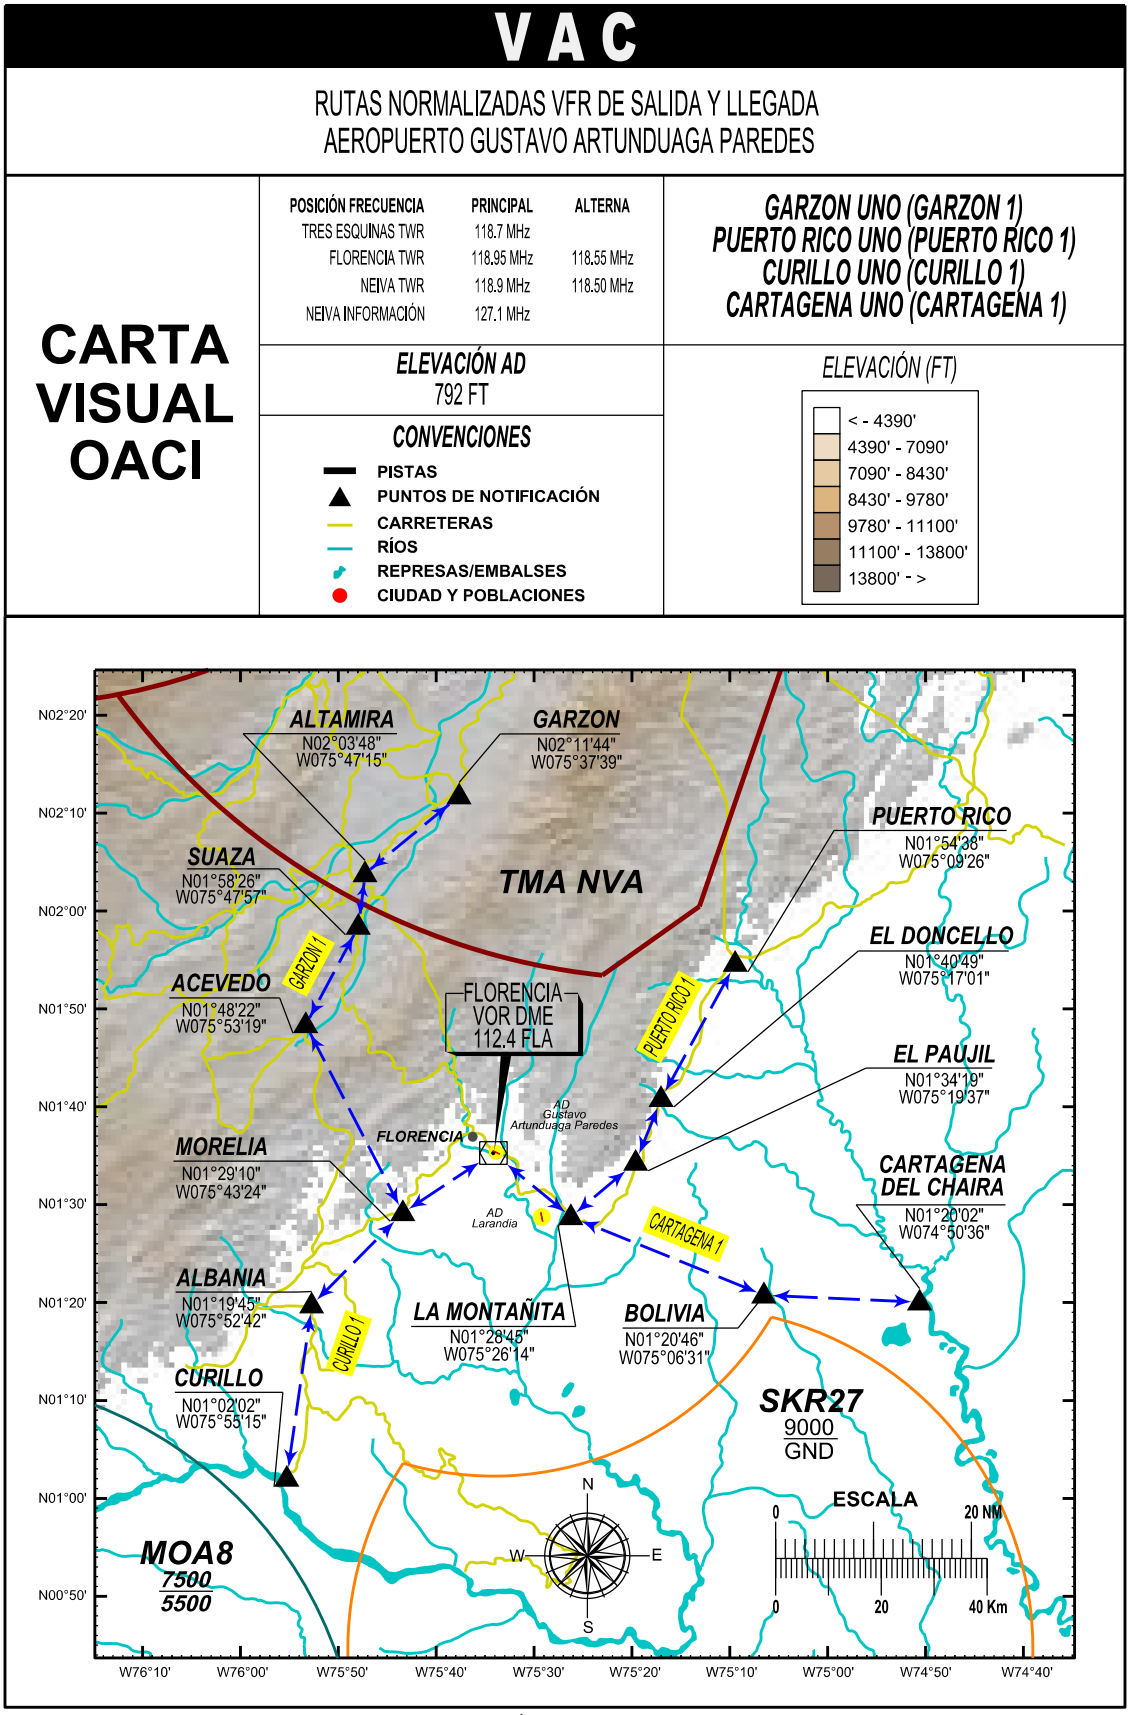 VAC
RUTAS NORMALIZADAS VFR DE SALIDA Y LLEGADA
AEROPUERTO GUSTAVO ARTUNDUAGA PAREDES
CARTA
VISUAL
OACI
POSICIÓN FRECUENCIA PRINCIPAL ALTERNA
TRES ESQUINAS TWR 118.7 MHz
FLORENCIA TWR 118.95 MHz 118.55 MHz
NEIVA TWR 118.9 MHz 118.50 MHz
NEIVA INFORMACIÓN 127.1 MHz
GARZON UNO (GARZON 1)
PUERTO RICO UNO (PUERTO RICO 1)
CURILLO UNO (CURILLO 1)
CARTAGENA UNO (CARTAGENA 1)
ELEVACIÓN AD
792 FT
CONVENCIONES
PISTAS
PUNTOS DE NOTIFICACIÓN
CARRETERAS
RÍOS
REPRESAS/EMBALSES
CIUDAD Y POBLACIONES
ELEVACIÓN (FT)
< - 4390'
4390' - 7090'
7090' - 8430'
8430' - 9780'
9780' - 11100'
11100' - 13800'
13800' - >
N02°20'
N02°10'
N02°00'
N01°50'
N01°40'
N01°30'
N01°20'
N01°10'
N01°00'
N00°50'
ALTAMIRA
N02°03'48"
W075°47'15"
GARZON
N02°11'44"
W075°37'39"
PUERTO RICO
N01°54'38"
W075°09'26"
SUAZA
N01°58'26"
W075°47'57"
TMA NVA
EL DONCELLO
N01°40'49"
W075°17'01"
GARZON 1
ACEVEDO
N01°48'22"
W075°53'19"
FLORENCIA
VOR DME
112.4 FLA
PUERTO RICO 1
EL PAUJIL
N01°34'19"
W075°19'37"
AD
Gustavo
Artunduaga Paredes
FLORENCIA
MORELIA
N01°29'10"
W075°43'24"
CARTAGENA
DEL CHAIRA
N01°20'02"
W074°50'36"
AD
Larandia
CARTAGENA 1
ALBANIA
N01°19'45"
W075°52'42"
LA MONTAÑITA
N01°28'45"
W075°26'14"
BOLIVIA
N01°20'46"
W075°06'31"
CURILLO 1
CURILLO
N01°02'02"
W075°55'15"
SKR27
9000
GND
MOA8
7500
5500
N
W
E
S
ESCALA
0 20 NM
0 20 40 Km
W76°10' W76°00' W75°50' W75°40' W75°30' W75°20' W75°10' W75°00' W74°50' W74°40'